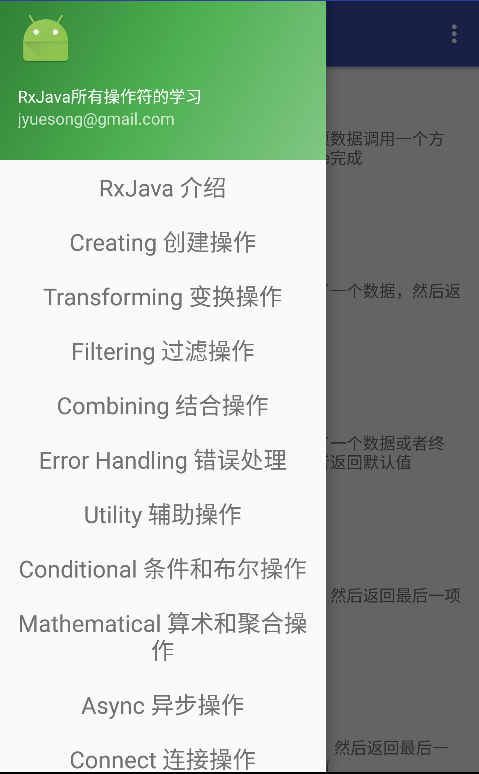 RxJava所有操作符的学习
jyuesong@gmail.com
RxJava 介绍
Creating 创建操作
Transforming 变换操作
Filtering 过滤操作
Combining 结合操作
Error Handling 错误处理
Utility 辅助操作
Conditional 条件和布尔操作
Mathematical 算术和聚合操
作
Async 异步操作
Connect 连接操作
数据调用一个方
完成
一个数据，然后返
一个数据或者终
返回默认值
然后返回最后一项
然后返回最后一